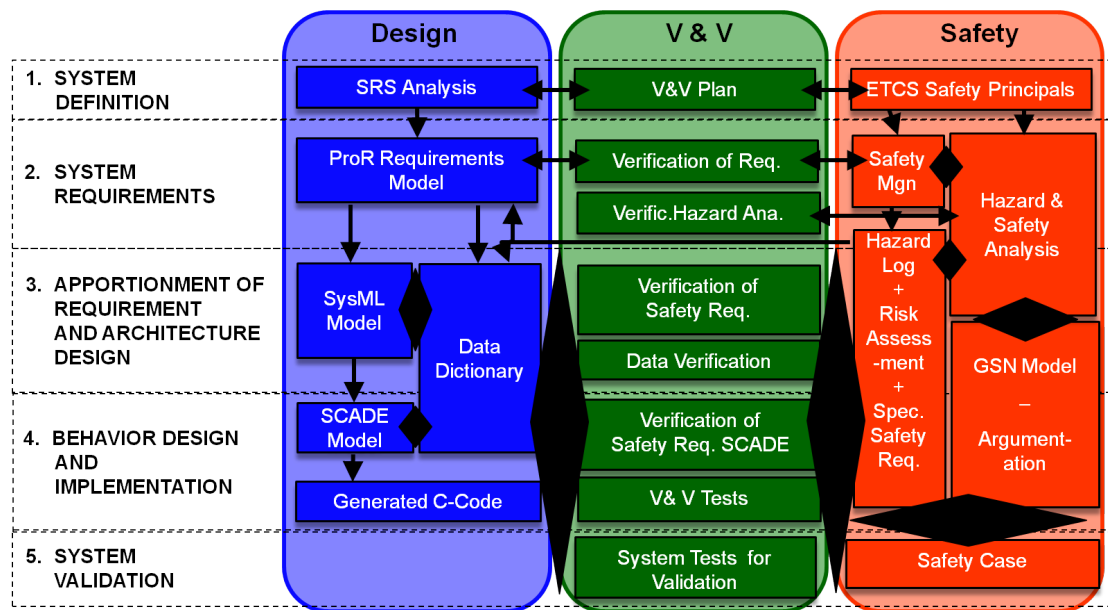 Design
V & V
Safety
1. SYSTEM
DEFINITION
SRS Analysis
V&V Plan
ETCS Safety Principals
2. SYSTEM
REQUIREMENTS
ProR Requirements
Model
Verification of Req.
Verific.Hazard Ana.
Safety
Mgn
Hazard &
Safety
Analysis
3. APPORTIONMENT OF
REQUIREMENT
AND ARCHITECTURE
DESIGN
SysML
Model
Data
Dictionary
Verification of
Safety Req.
Data Verification
Hazard
Log
+
Risk
Assess
-ment
+
Spec.
Safety
Req.
GSN Model
–
Argument-
ation
4. BEHAVIOR DESIGN
AND
IMPLEMENTATION
SCADE
Model
Generated C-Code
Verification of
Safety Req. SCADE
V& V Tests
5. SYSTEM
VALIDATION
System Tests for
Validation
Safety Case